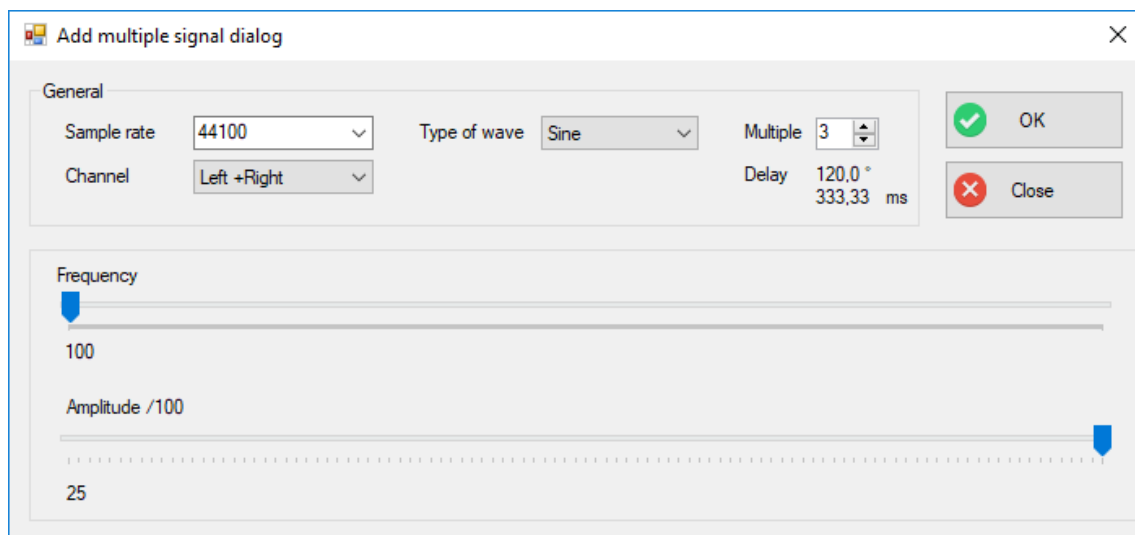 Add multiple signal dialog
General
Sample rate 44100 Type of wave Sine Multiple 3 OK
Channel Left +Right Delay 120,0 ° Close
333,33 ms
Frequency
100
Amplitude /100
25